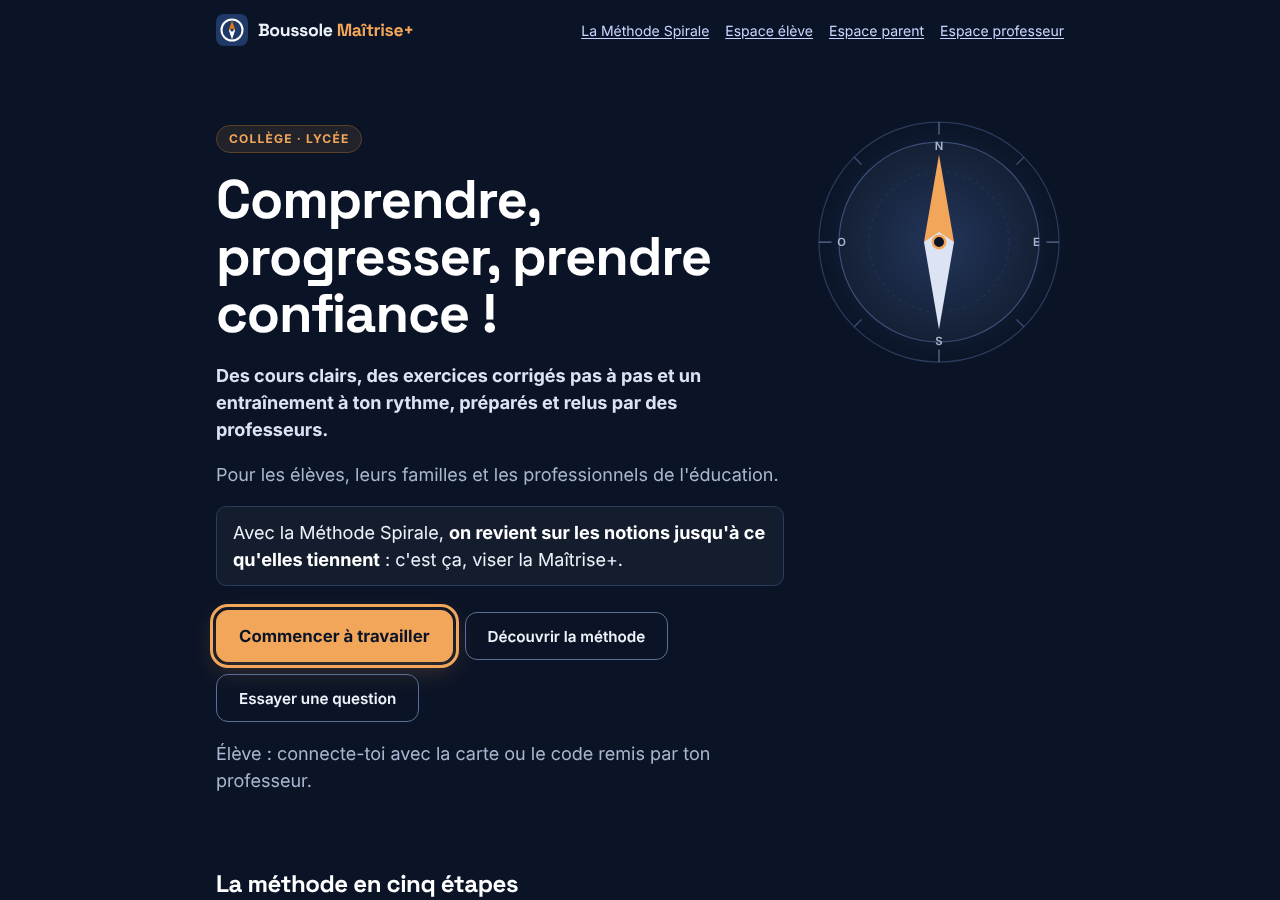 Boussole Maîtrise+
La Méthode Spirale Espace élève Espace parent Espace professeur
COLLÈGE · LYCÉE
Comprendre,
progresser, prendre
confiance !
N
O
E
S
Des cours clairs, des exercices corrigés pas à pas et un
entraînement à ton rythme, préparés et relus par des
professeurs.
Pour les élèves, leurs familles et les professionnels de l'éducation.
Avec la Méthode Spirale, on revient sur les notions jusqu'à ce
qu'elles tiennent : c'est ça, viser la Maîtrise+.
Commencer à travailler
Découvrir la méthode
Essayer une question
Élève : connecte-toi avec la carte ou le code remis par ton
professeur.
La méthode en cinq étapes